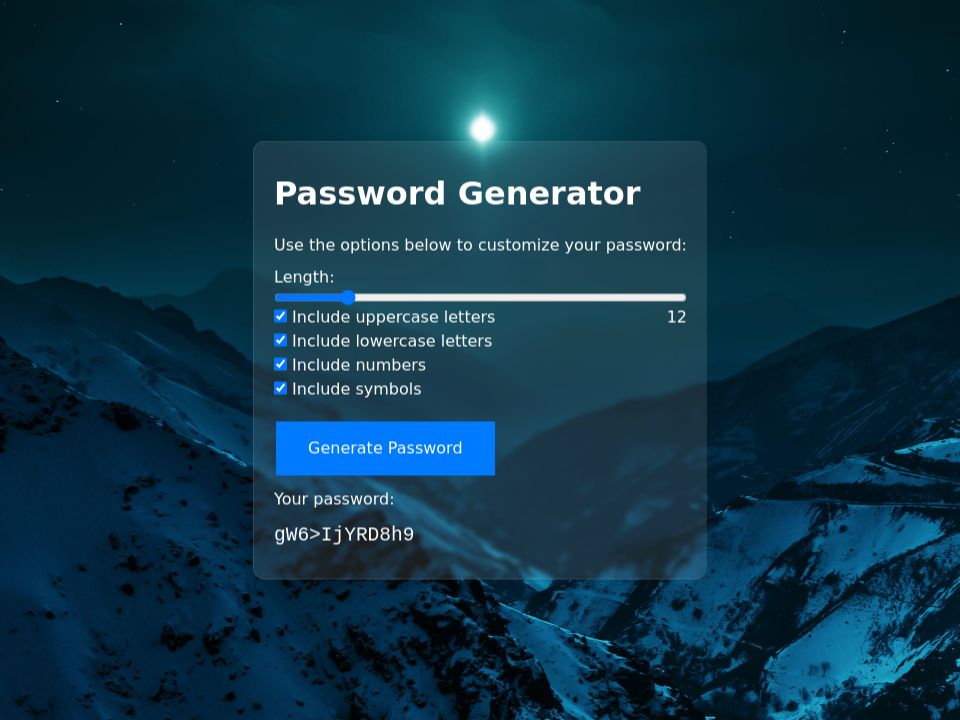 Password Generator
Use the options below to customize your password:
Length:
Include uppercase letters 12
Include lowercase letters
Include numbers
Include symbols
Generate Password
Your password:
gW6>IjYRD8h9